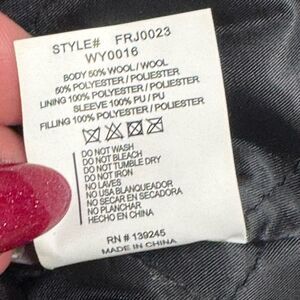 STYLE# FRJ0023
WY0016
BODY 50% WOOL / WOOL
50% POLYESTER / POLIESTER
LINING 100% POLYESTER / POLIESTER
SLEEVE 100% PU / PU
FILLING 100% POLYESTER / POLIESTER
DO NOT WASH
DO NOT BLEACH
DO NOT TUMBLE DRY
DO NOT IRON
NO LAVES
NO USA BLANQUEADOR
NO SECAR EN SECADORA
NO PLANCHAR
HECHO EN CHINA
RN # 139245
MADE IN CHINA